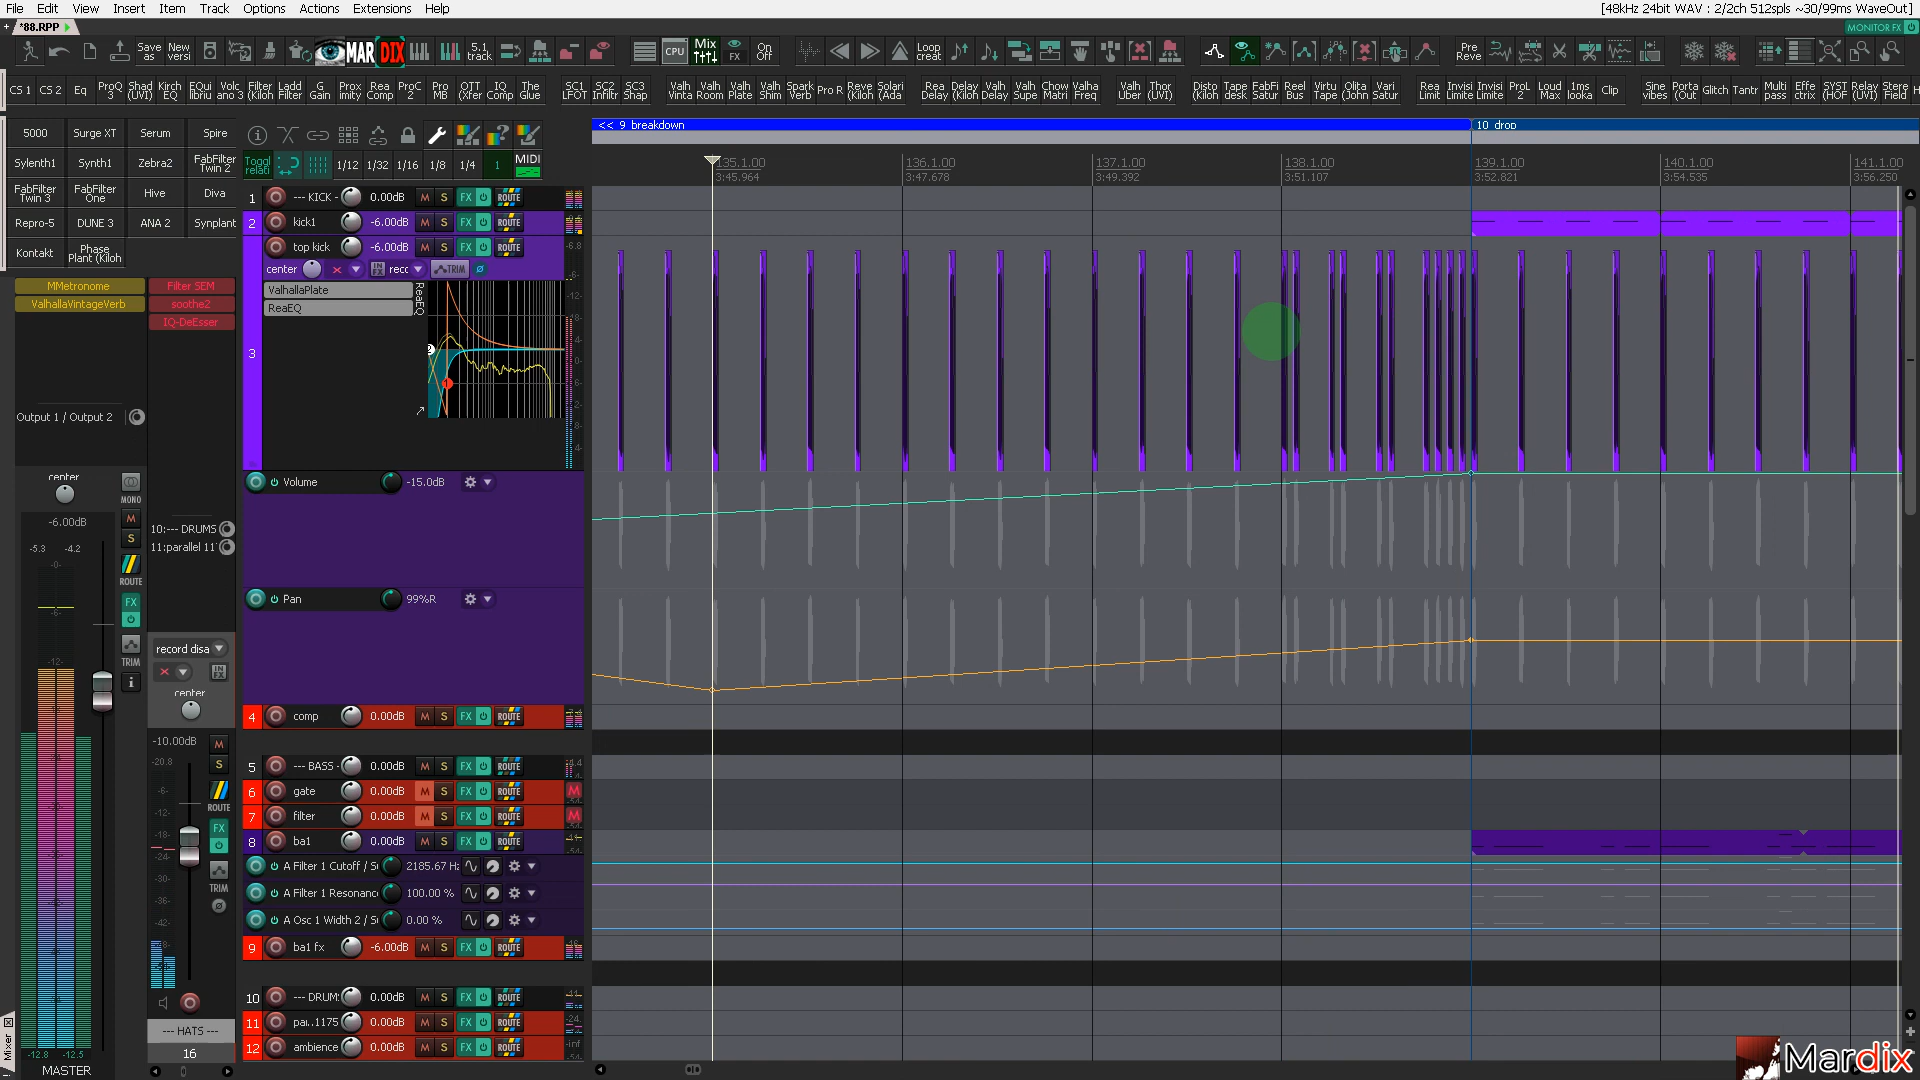 File Edit View Insert Item Track Options Actions Extensions Help
[48kHz 24bit WAV : 2/2ch 512spls ~30/99ms WaveOut]
+ *88.RPP
MONITOR FX
Save as New versi
MARDIX
5.1 track
CPU Mix FX On Off
Loop creat
Pre Reve
CS 1 CS 2 Eq ProQ 3 Shad (UVI) Kirch EQ EQui libriu Volc ano 3 Filter (Kiloh Ladd Filter G Gain Prox imity Rea Comp ProC 2 Pro MB OTT (Xfer IQ Comp The Glue
SC1 LFOT SC2 Infiltr SC3 Shap Valh Vinta Valh Room Valh Plate Valh Shim Spark Verb Pro R Reve (Kiloh Solari (Ada
Rea Delay Delay (Kiloh Valh Delay Valh Supe Chow Matri Valha Freq Valh Uber Thor (UVI)
Disto (Kiloh Tape desk FabFi Satur Reel Bus Virtu Tape Olita (John Vari Satur Rea Limit Invisi Limite Invisi Limite ProL 2 Loud Max 1ms looka Clip
Sine vibes Porta (Out Glitch Tantr Multi pass Effe ctrix SYST (HOF Relay (UVI) Stere Field
5000 Surge XT Serum Spire
Sylenth1 Synth1 Zebra2 FabFilter Twin 2
FabFilter Twin 3 FabFilter One Hive Diva
Repro-5 DUNE 3 ANA 2 Synplant
Kontakt Phase Plant (Kiloh
Toggl relati 1/12 1/32 1/16 1/8 1/4 1 MIDI
<< 9 breakdown
10 drop
135.1.00 136.1.00 137.1.00 138.1.00 139.1.00 140.1.00 141.1.00
3:45.964 3:47.678 3:49.392 3:51.107 3:52.821 3:54.535 3:56.250
1 --- KICK - 0.00dB M S FX ROUTE
2 kick1 -6.00dB M S FX ROUTE
3 top kick -6.00dB M S FX ROUTE
center IN FX recc TRIM
ValhallaPlate
ReaEQ
ReaEQ
Volume -15.0dB
Pan 99%R
4 comp 0.00dB M S FX ROUTE
5 --- BASS - 0.00dB M S FX ROUTE
6 gate 0.00dB M S FX ROUTE M
7 filter 0.00dB M S FX ROUTE M
8 ba1 0.00dB M S FX ROUTE
A Filter 1 Cutoff / S 2185.67 Hz
A Filter 1 Resonanc 100.00 %
A Osc 1 Width 2 / S 0.00 %
9 ba1 fx -6.00dB M S FX ROUTE
10 --- DRUM: 0.00dB M S FX ROUTE
11 par..1175 0.00dB M S FX ROUTE
12 ambience 0.00dB M S FX ROUTE
MMetronome
ValhallaVintageVerb
Filter SEM
soothe2
IQ-DeEsser
Output 1 / Output 2
center
-6.00dB
-5.3 -4.2
MONO
M
S
ROUTE
FX
TRIM
10:--- DRUMS
11:parallel 11
record disa
IN FX
center
-10.00dB
-20.8
M
S
ROUTE
FX
TRIM
--- HATS ---
16
-12.8 -12.5
MASTER
Mixer
Mardix